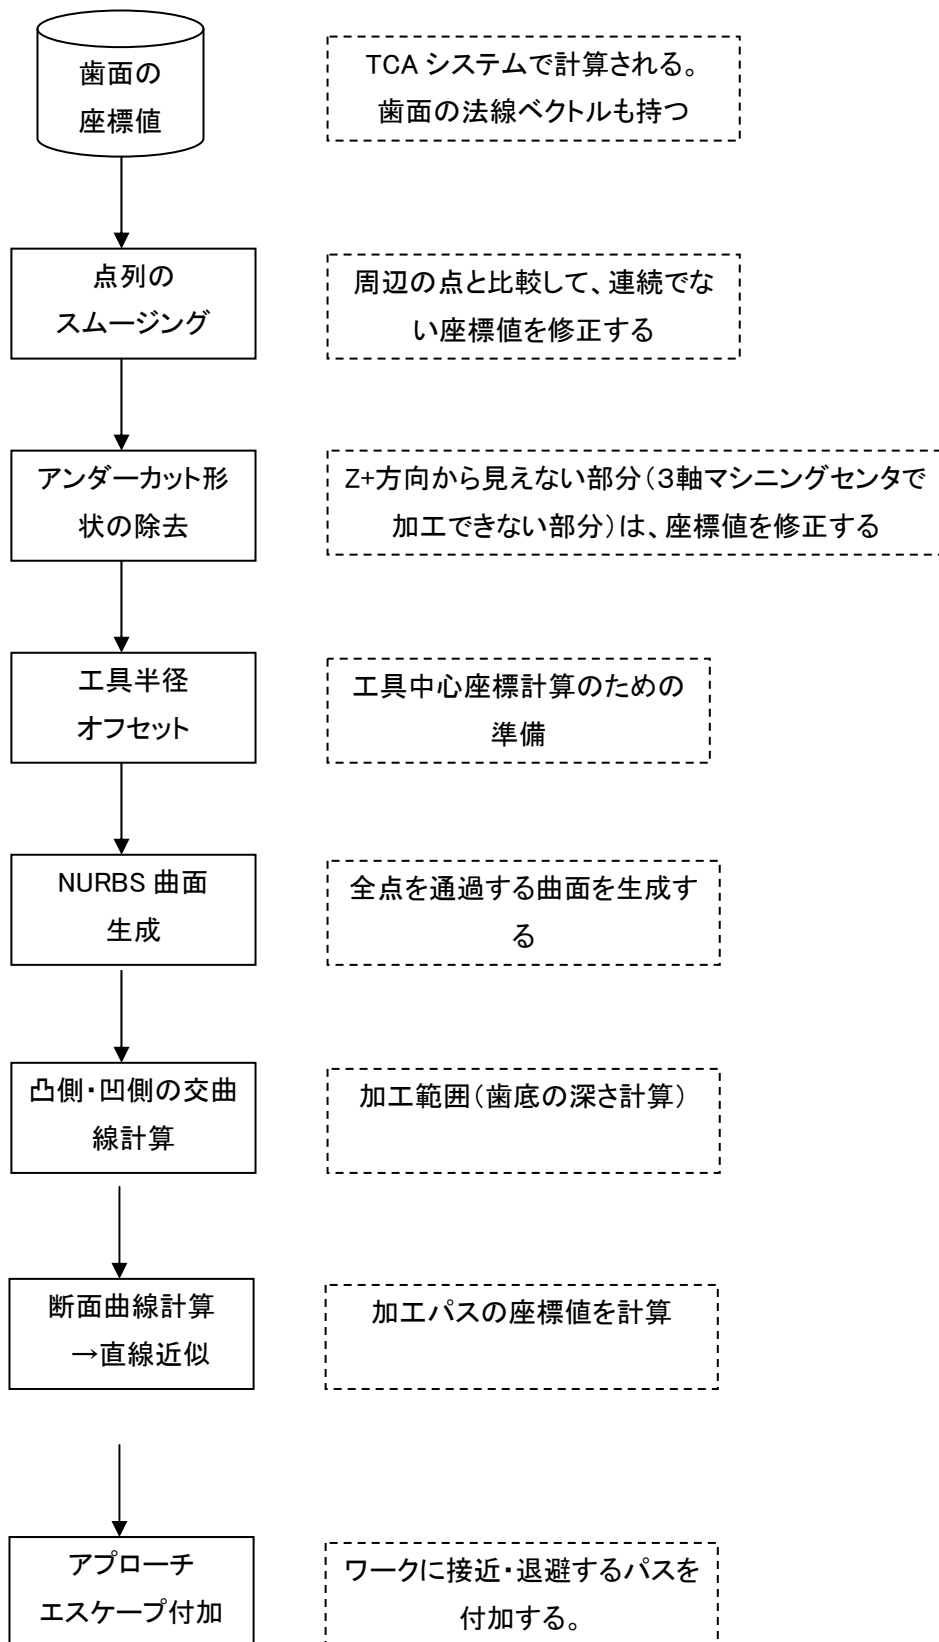 歯面の
座標値
TCA システムで計算される。
歯面の法線ベクトルも持つ
点列の
スムージング
周辺の点と比較して、連続でな
い座標値を修正する
アンダーカット形
状の除去
Z+方向から見えない部分（３軸マシニングセンタで
加工できない部分）は、座標値を修正する
工具半径
オフセット
工具中心座標計算のための
準備
NURBS 曲面
生成
全点を通過する曲面を生成す
る
凸側・凹側の交曲
線計算
加工範囲（歯底の深さ計算）
断面曲線計算
→直線近似
加工パスの座標値を計算
アプローチ
エスケープ付加
ワークに接近・退避するパスを
付加する。